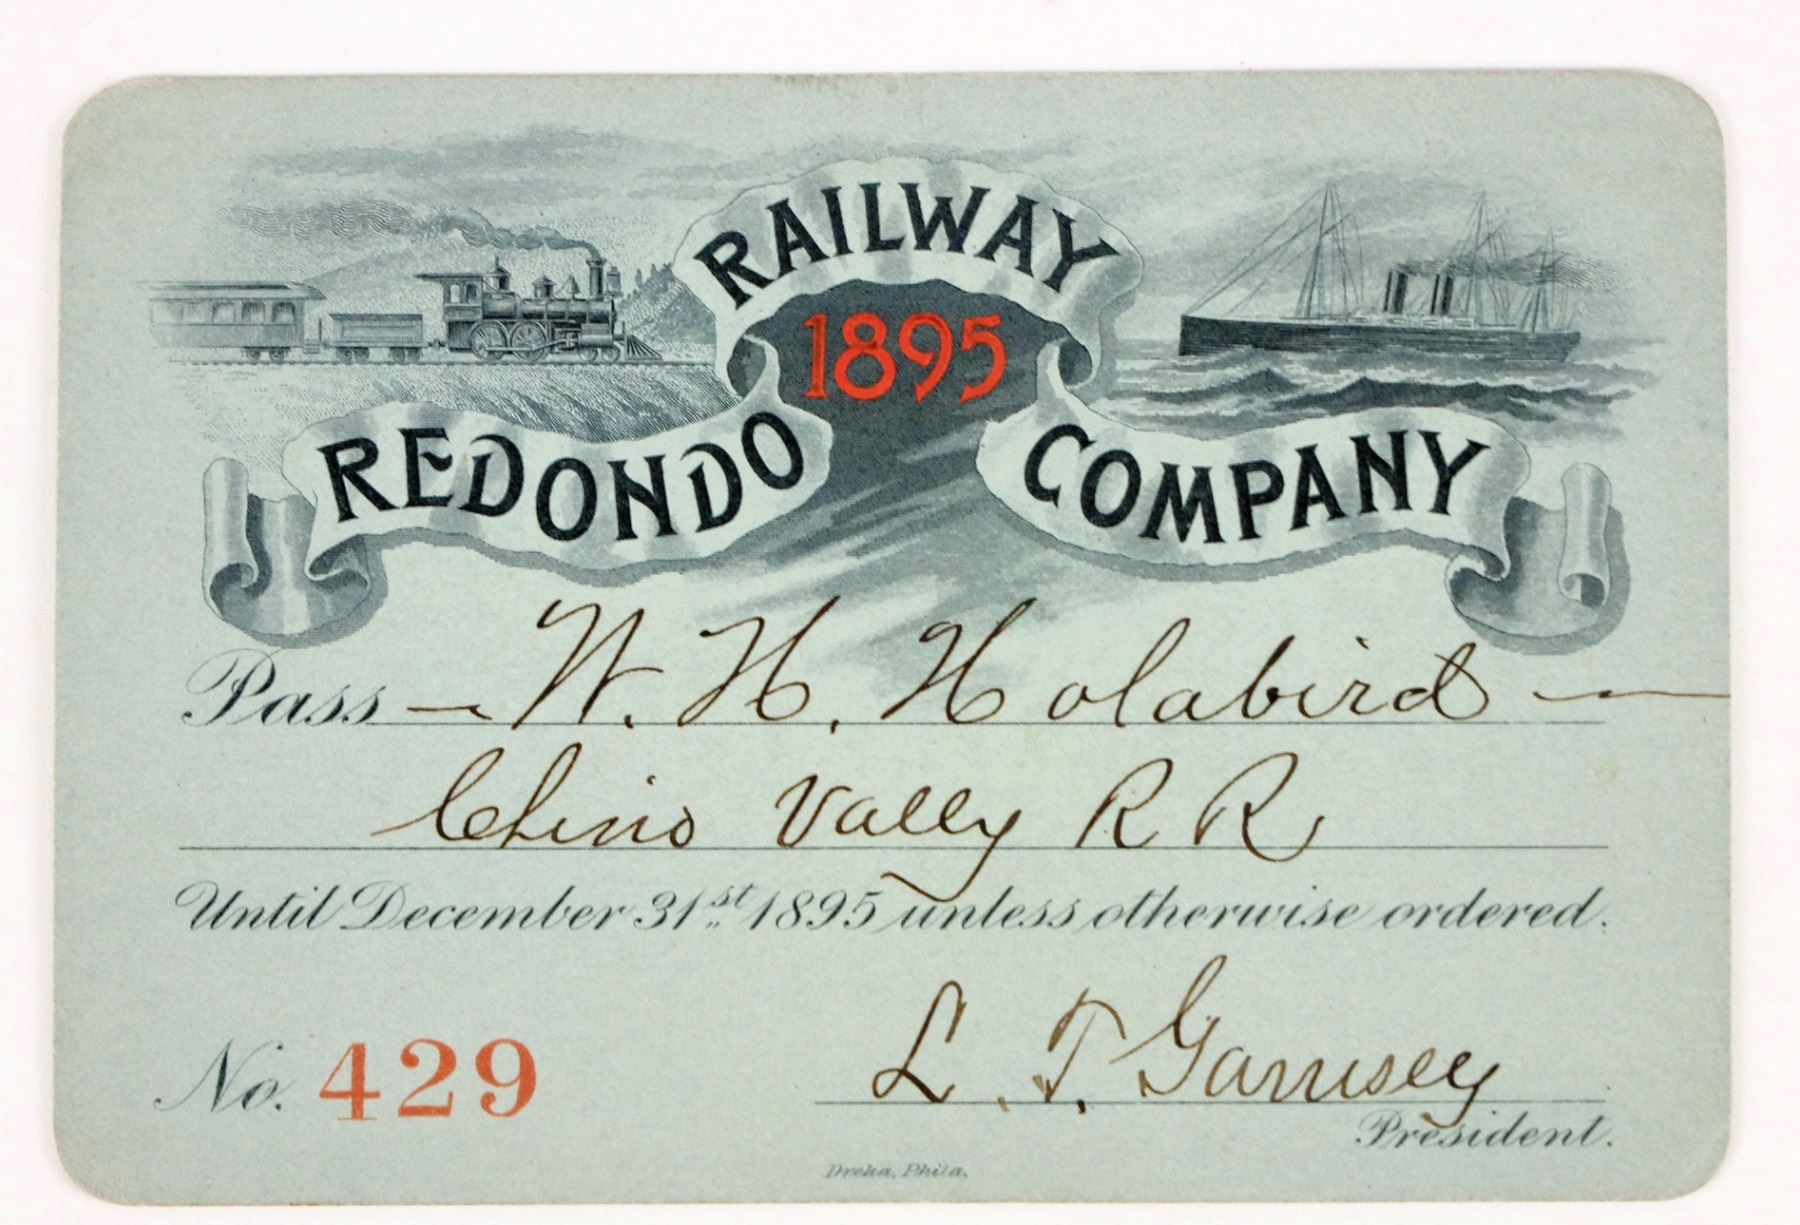 RAILWAY
1895
REDONDO COMPANY
Pass W. H. Holabird
Chino Vally R R
Until December 31st 1895 unless otherwise ordered.
No. 429
L. T. Garnsey
President.
Dreka, Phila.